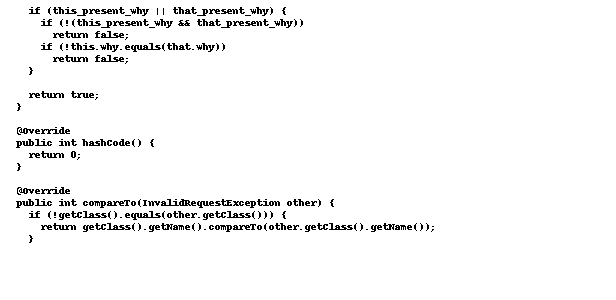 if (this_present_why || that_present_why) {
if (!(this_present_why && that_present_why))
return false;
if (!this.why.equals(that.why))
return false;
}
return true;
}
@Override
public int hashCode() {
return 0;
}
@Override
public int compareTo(InvalidRequestException other) {
if (!getClass().equals(other.getClass())) {
return getClass().getName().compareTo(other.getClass().getName());
}